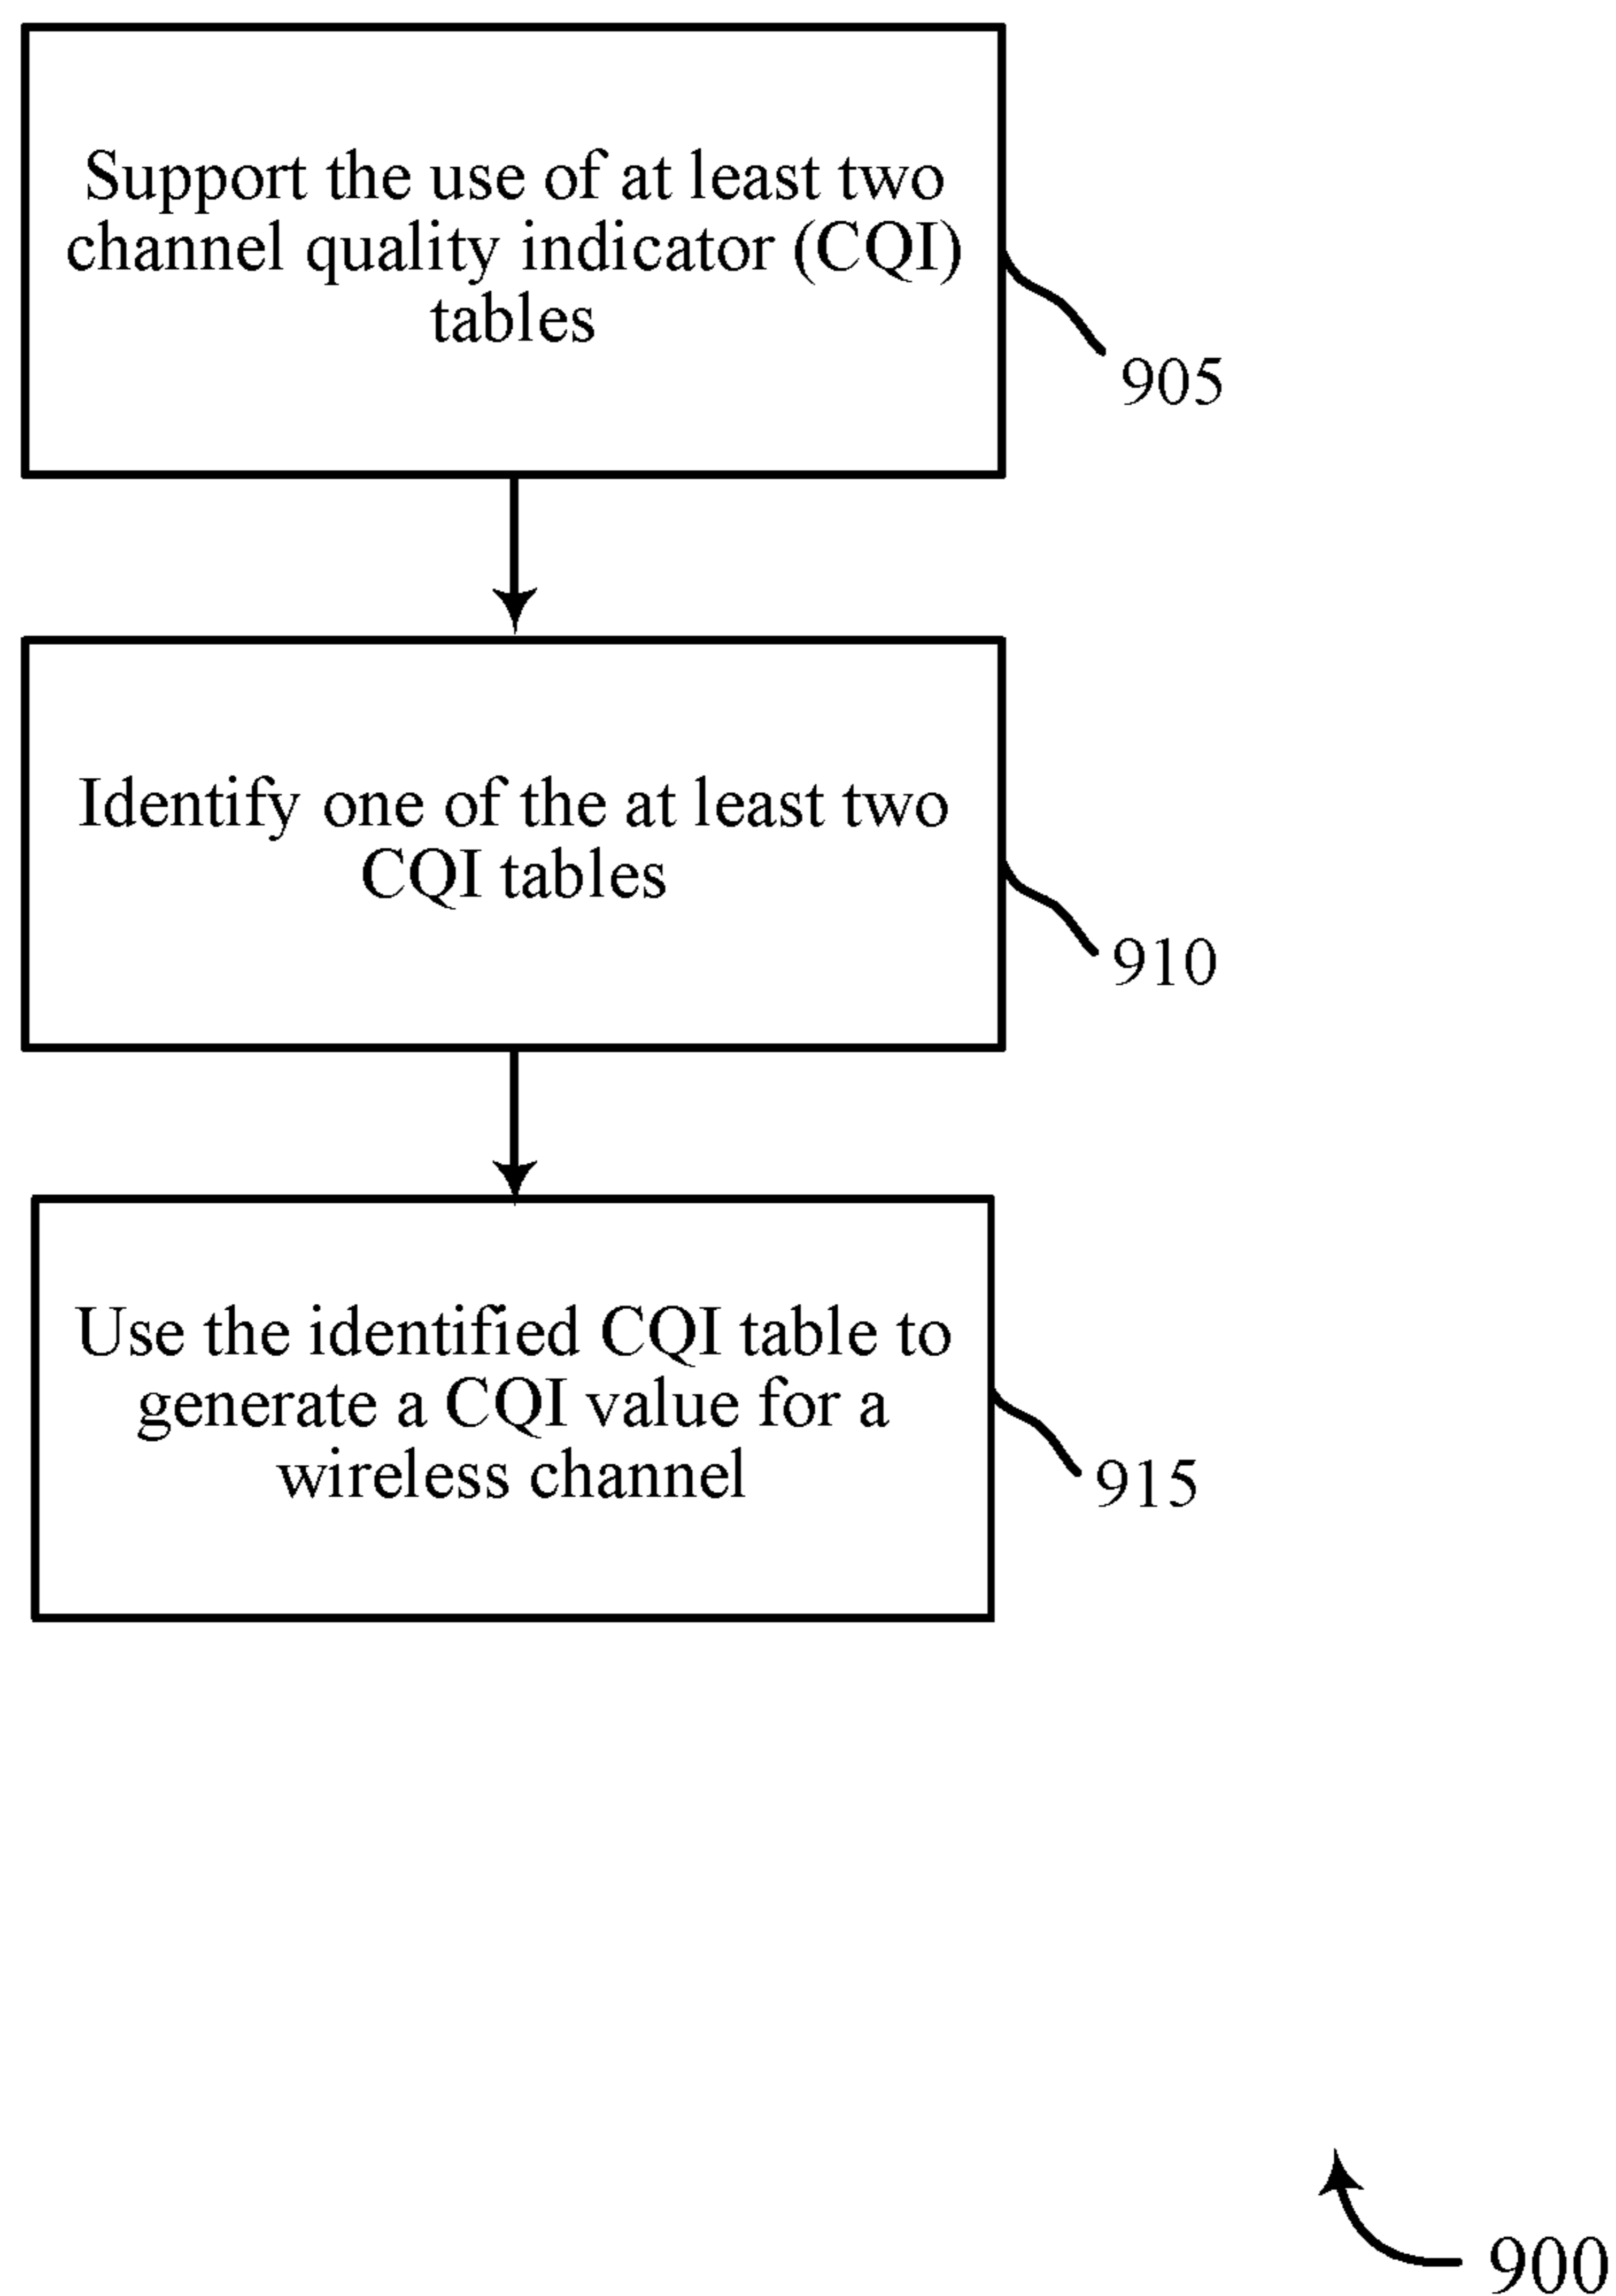 Support the use of at least two
channel quality indicator (CQI)
tables
905
Identify one of the at least two
CQI tables
910
Use the identified CQI table to
generate a CQI value for a
wireless channel
915
900